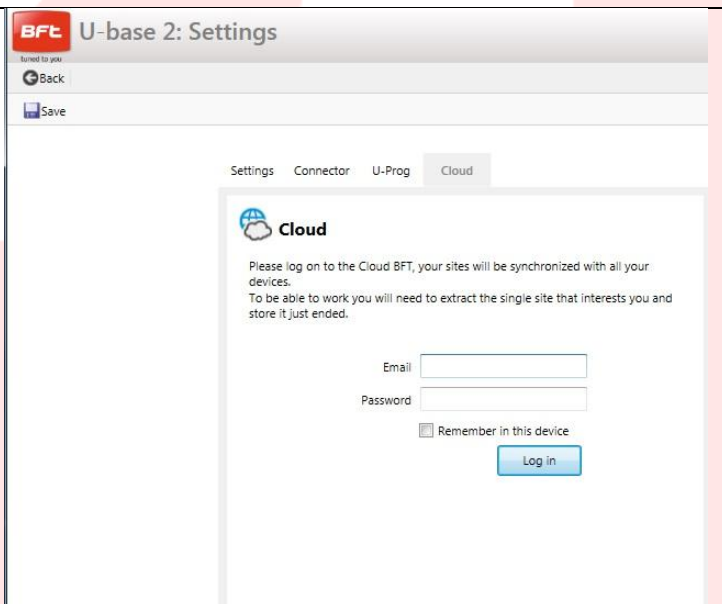 BFT
tuned to you
U-base 2: Settings
Back
Save
Settings Connector U-Prog Cloud
Cloud
Please log on to the Cloud BFT, your sites will be synchronized with all your
devices.
To be able to work you will need to extract the single site that interests you and
store it just ended.
Email
Password
Remember in this device
Log in